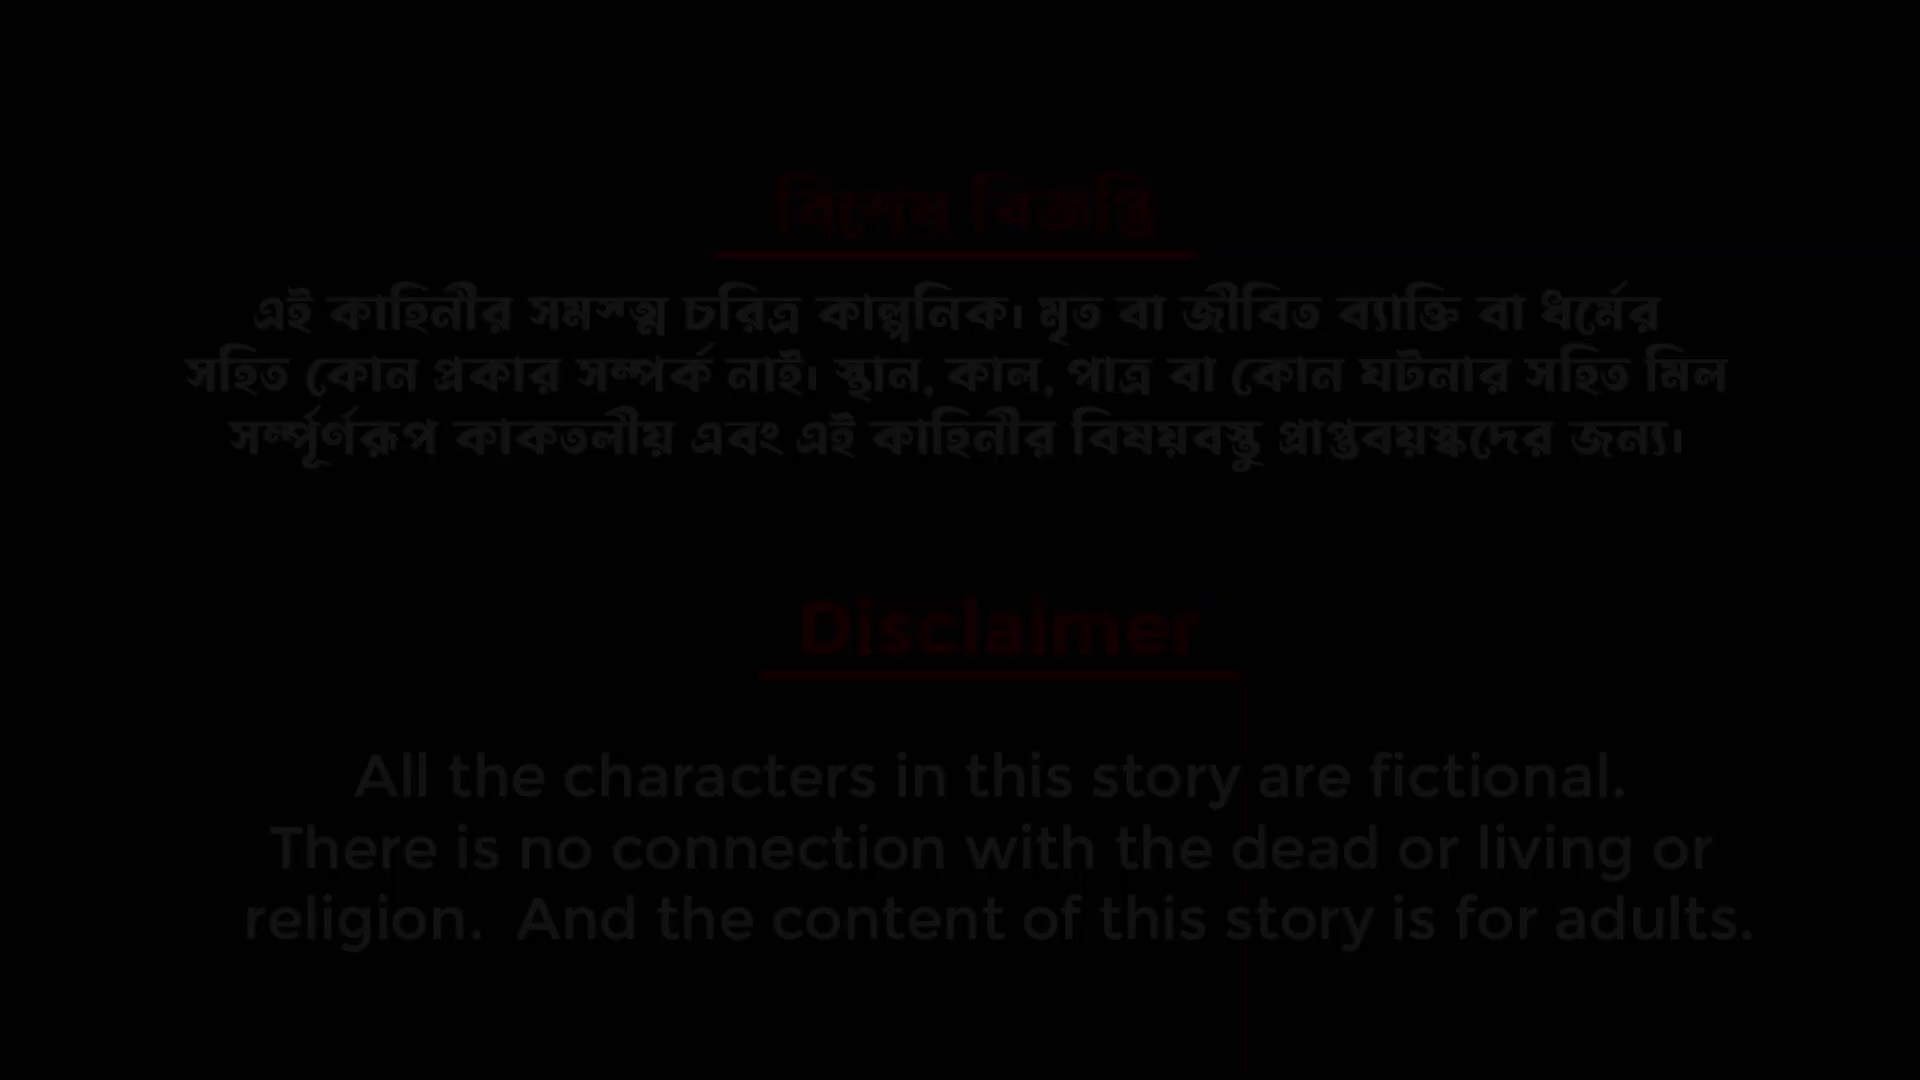 বিশেষ বিজ্ঞপ্তি
এই কাহিনীর সমস্ত্ম চরিত্র কাল্পনিক। মৃত বা জীবিত ব্যাক্তি বা ধর্মের
সহিত কোন প্রকার সম্পর্ক নাই। স্থান, কাল, পাত্র বা কোন ঘটনার সহিত মিল
সর্ম্পূর্ণরূপ কাকতলীয় এবং এই কাহিনীর বিষয়বস্তু প্রাপ্তবয়স্কদের জন্য।
Disclaimer
All the characters in this story are fictional.
There is no connection with the dead or living or
religion. And the content of this story is for adults.